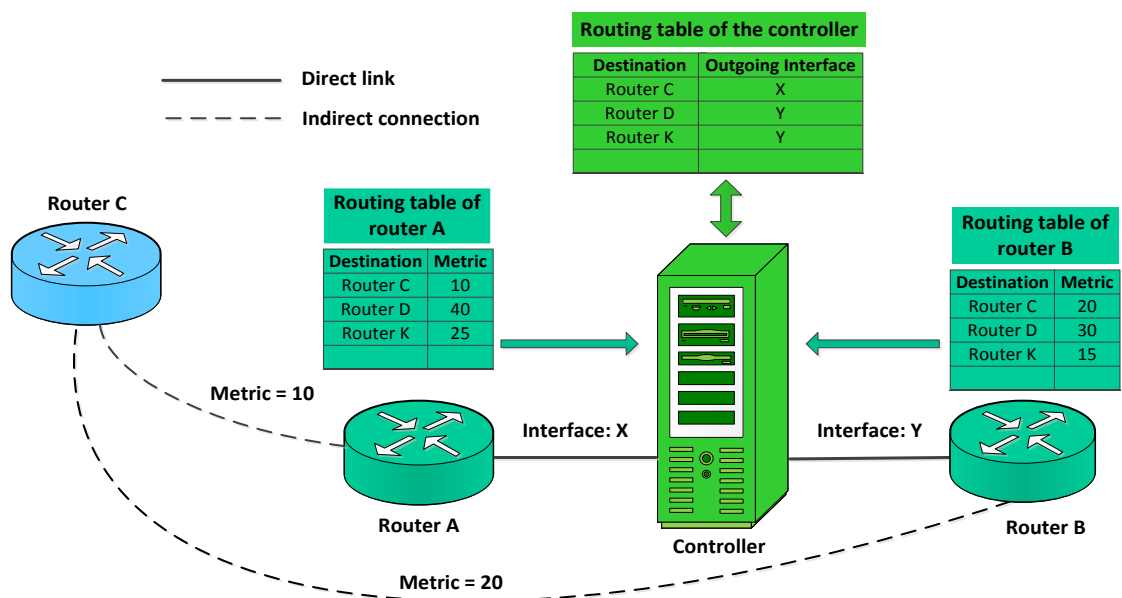 Routing table of the controller
Destination Outgoing Interface
Router C X
Router D Y
Router K Y
Direct link
Indirect connection
Router C
Routing table of
router A
Destination Metric
Router C 10
Router D 40
Router K 25
Routing table of
router B
Destination Metric
Router C 20
Router D 30
Router K 15
Metric = 10
Interface: X
Interface: Y
Router A
Controller
Router B
Metric = 20